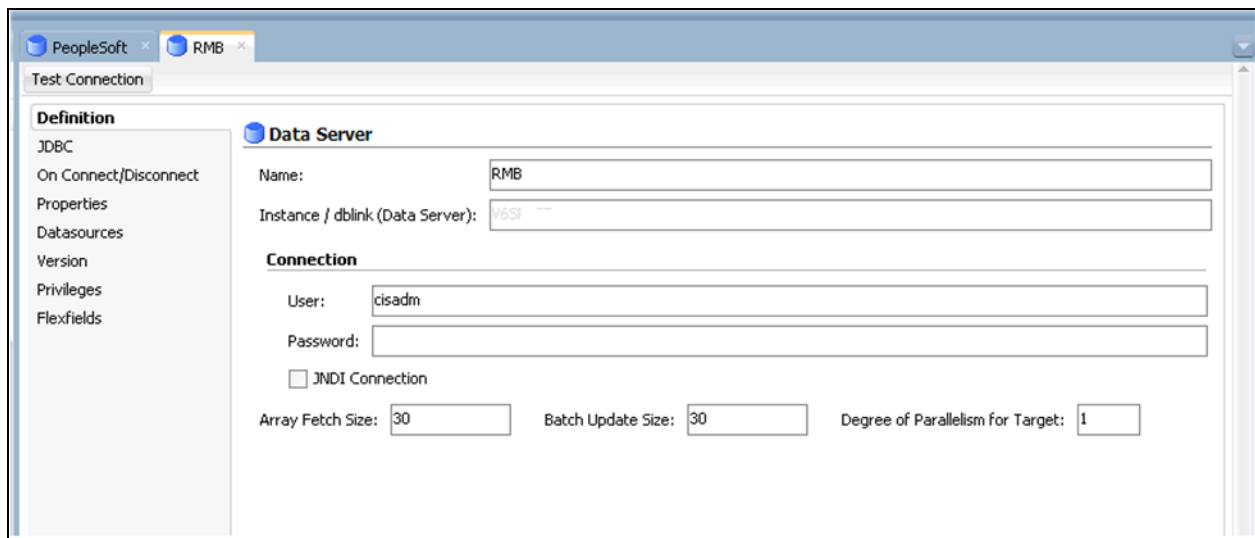 PeopleSoft RMB
Test Connection
Definition
JDBC
On Connect/Disconnect
Properties
Datasources
Version
Privileges
Flexfields
Data Server
Name: RMB
Instance / dblink (Data Server):
Connection
User: cisadm
Password:
JNDI Connection
Array Fetch Size: 30 Batch Update Size: 30 Degree of Parallelism for Target: 1